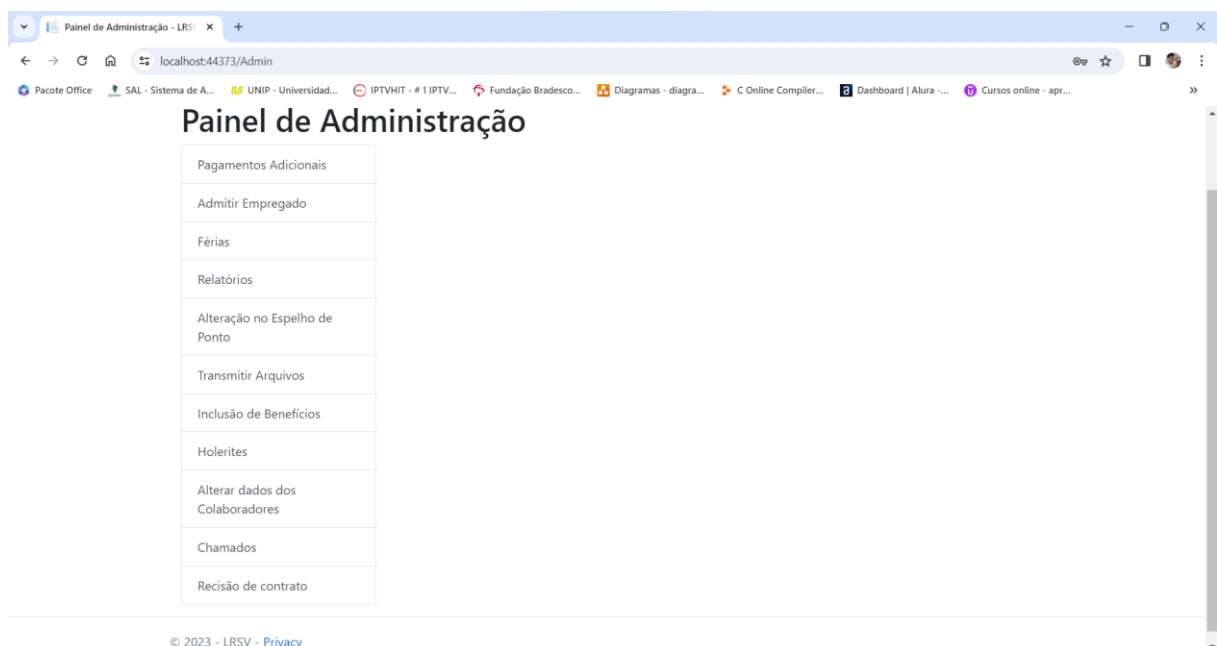 Painel de Administração - LRSV
localhost:44373/Admin
Pacote Office
SAL - Sistema de A...
UNIP - Universidad...
IPTVHIT - # 1 IPTV...
Fundação Bradesco...
Diagramas - diagra...
C Online Compiler...
Dashboard | Alura -...
Cursos online - apr...
Painel de Administração
Pagamentos Adicionais
Admitir Empregado
Férias
Relatórios
Alteração no Espelho de
Ponto
Transmitir Arquivos
Inclusão de Benefícios
Holerites
Alterar dados dos
Colaboradores
Chamados
Recisão de contrato
© 2023 - LRSV - Privacy